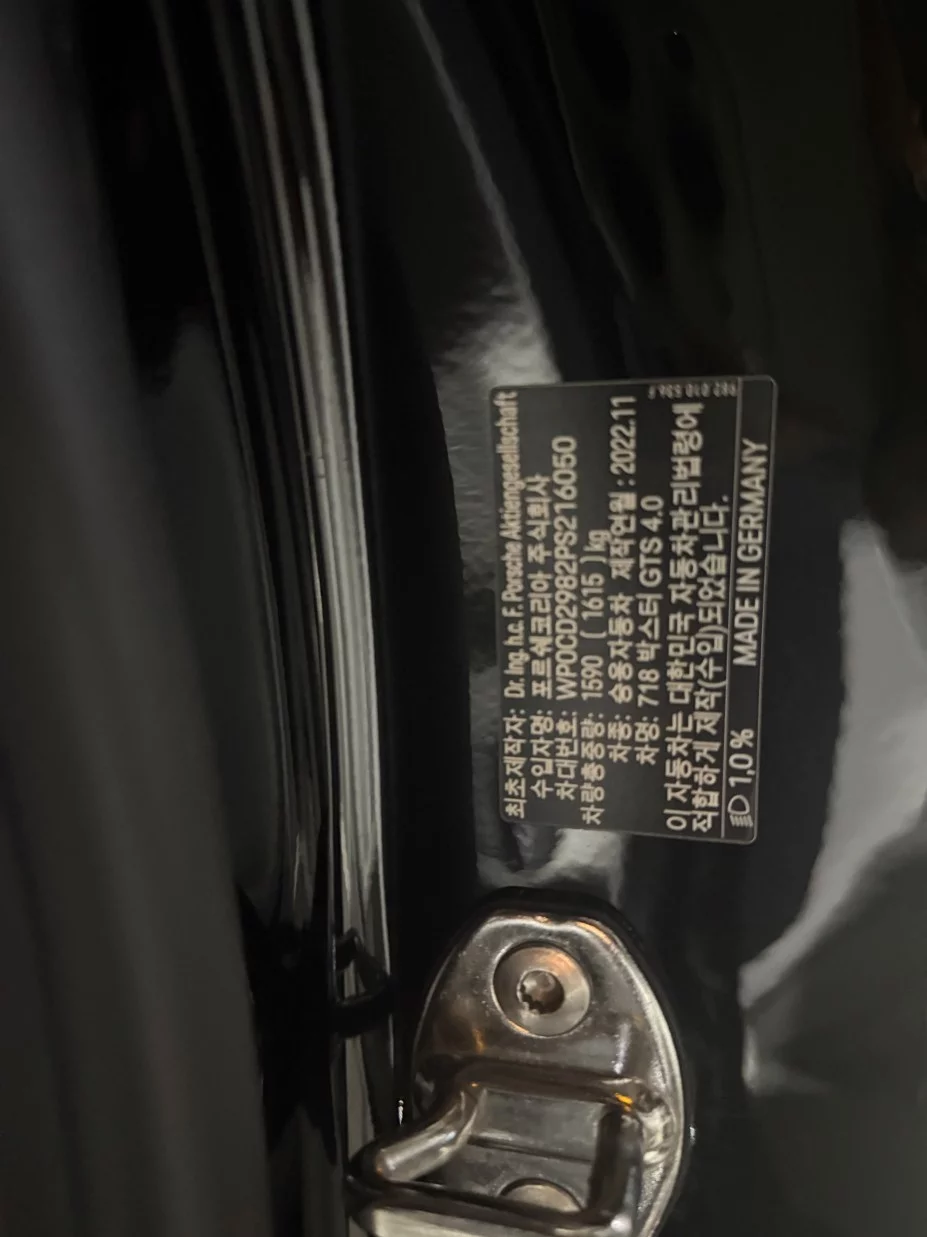 최초제작자: Dr. Ing. h.c. F. Porsche Aktiengesellschaft
수입자명: 포르쉐코리아 주식회사
차대번호: WP0CD2982PS216050
차량총중량: 1590 ( 1615 ) kg
차종: 승용자동차 제작연월 : 2022.11
차명: 718 박스터 GTS 4.0
이 자동차는 대한민국 자동차관리법령에
적합하게 제작(수입)되었습니다.
1,0 % MADE IN GERMANY